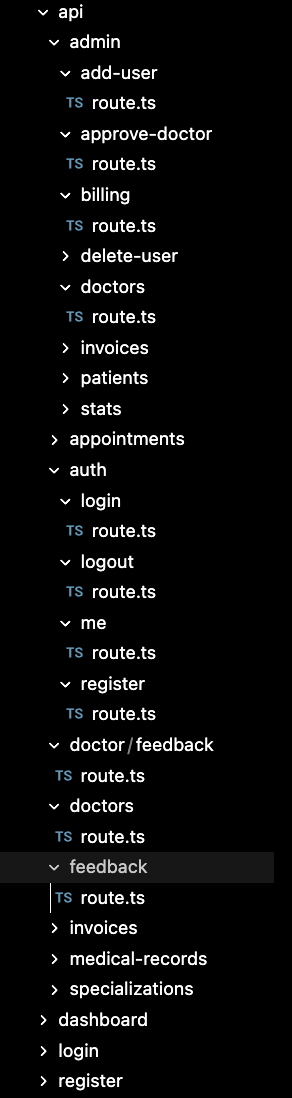 api
admin
add-user
TS route.ts
approve-doctor
TS route.ts
billing
TS route.ts
delete-user
doctors
TS route.ts
invoices
patients
stats
appointments
auth
login
TS route.ts
logout
TS route.ts
me
TS route.ts
register
TS route.ts
doctor/feedback
TS route.ts
doctors
TS route.ts
feedback
TS route.ts
invoices
medical-records
specializations
dashboard
login
register